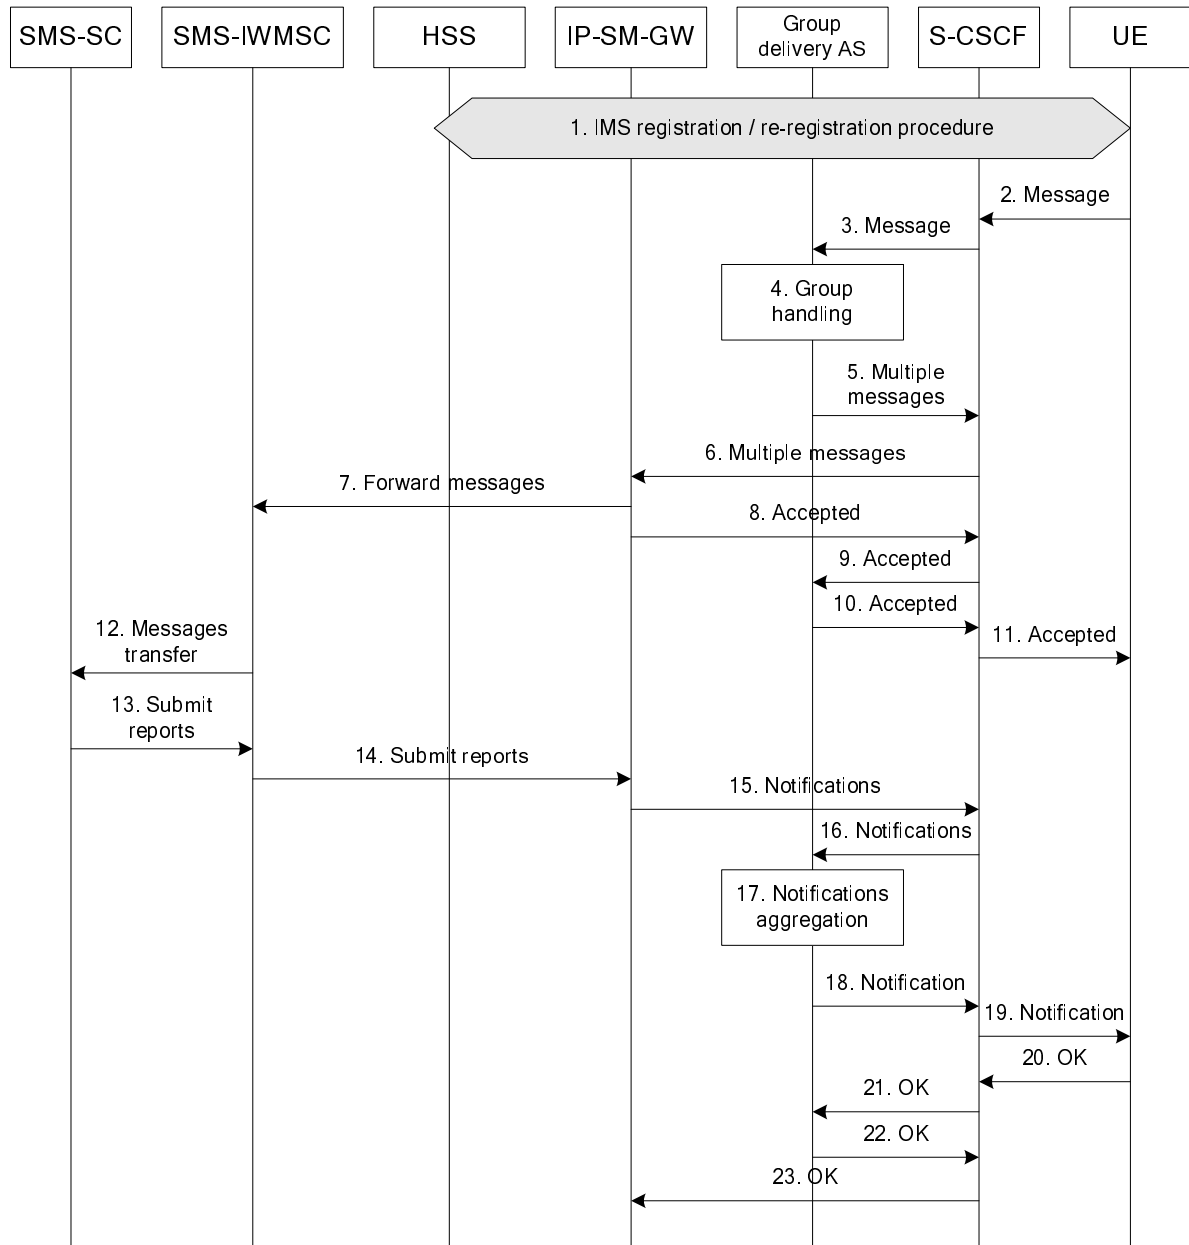 SMS-SC
SMS-IWMSC
HSS
IP-SM-GW
Group
delivery AS
S-CSCF
UE
1. IMS registration / re-registration procedure
2. Message
3. Message
4. Group
handling
5. Multiple
messages
6. Multiple messages
7. Forward messages
8. Accepted
9. Accepted
10. Accepted
11. Accepted
12. Messages
transfer
13. Submit
reports
14. Submit reports
15. Notifications
16. Notifications
17. Notifications
aggregation
18. Notification
19. Notification
20. OK
21. OK
22. OK
23. OK